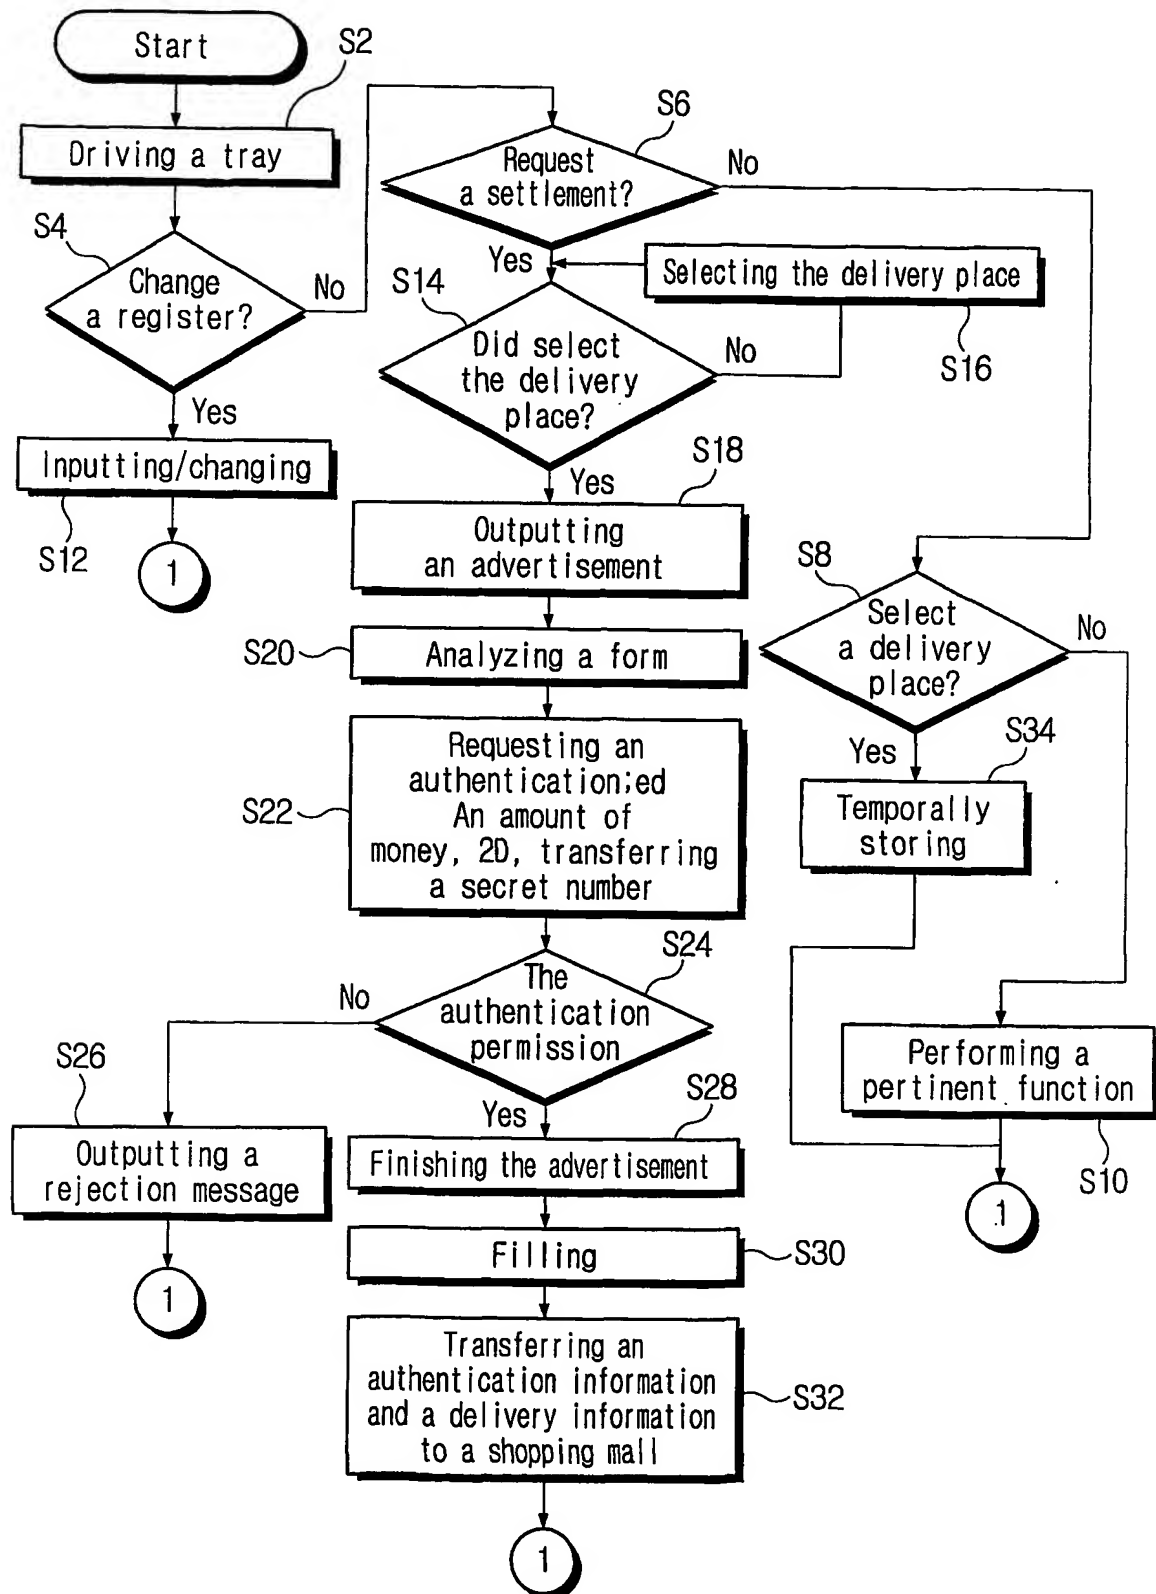 Start
S2
Driving a tray
S4
Change
a register?
No
Yes
Inputting/changing
S12
1
S6
Request
a settlement?
No
Yes
Selecting the delivery place
S16
S14
Did select
the delivery
place?
No
Yes
S18
Outputting
an advertisement
S20
Analyzing a form
S22
Requesting an
authentication;ed
An amount of
money, 2D, transferring
a secret number
S24
The
authentication
permission
No
Yes
S26
Outputting a
rejection message
1
S28
Finishing the advertisement
Filling
S30
Transferring an
authentication information
and a delivery information
to a shopping mall
S32
1
S8
Select
a delivery
place?
No
Yes
S34
Temporally
storing
Performing a
pertinent function
S10
1